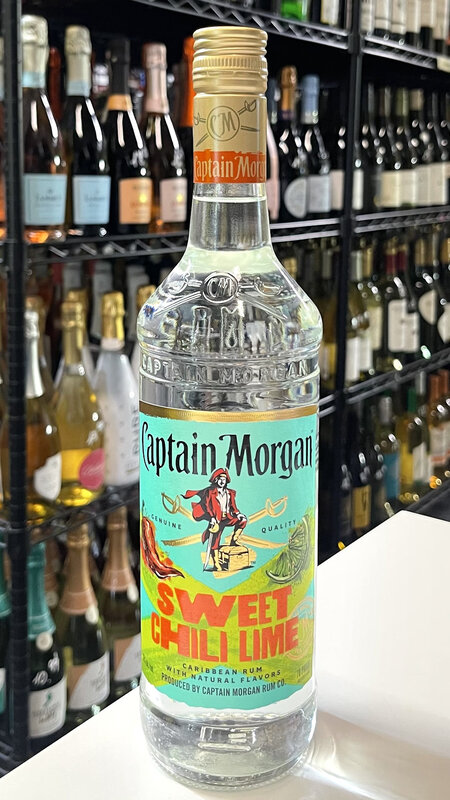 CM
Captain Morgan
CM
CAPTAIN MORGAN
Captain Morgan
GENUINE QUALITY
SWEET
CHILI LIME
CARIBBEAN RUM
WITH NATURAL FLAVORS
PRODUCED BY CAPTAIN MORGAN RUM CO.